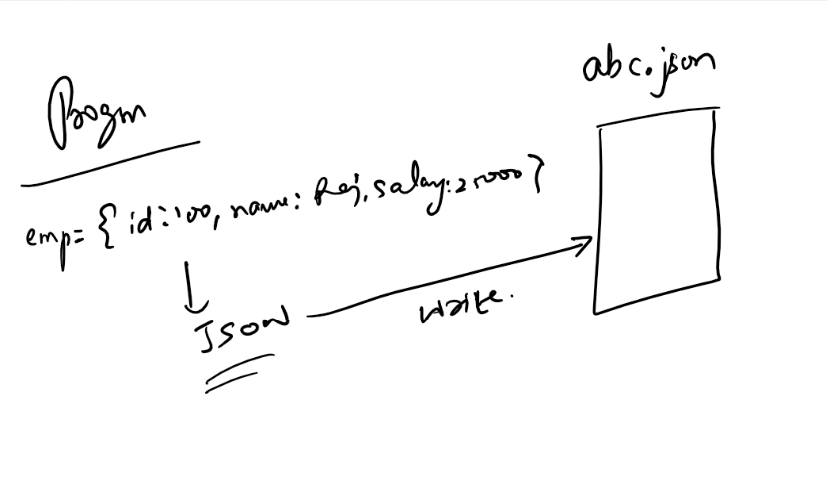 Progm
abc.json
emp= { id:100, name: Raj, salary:25000 }
JSON
write.